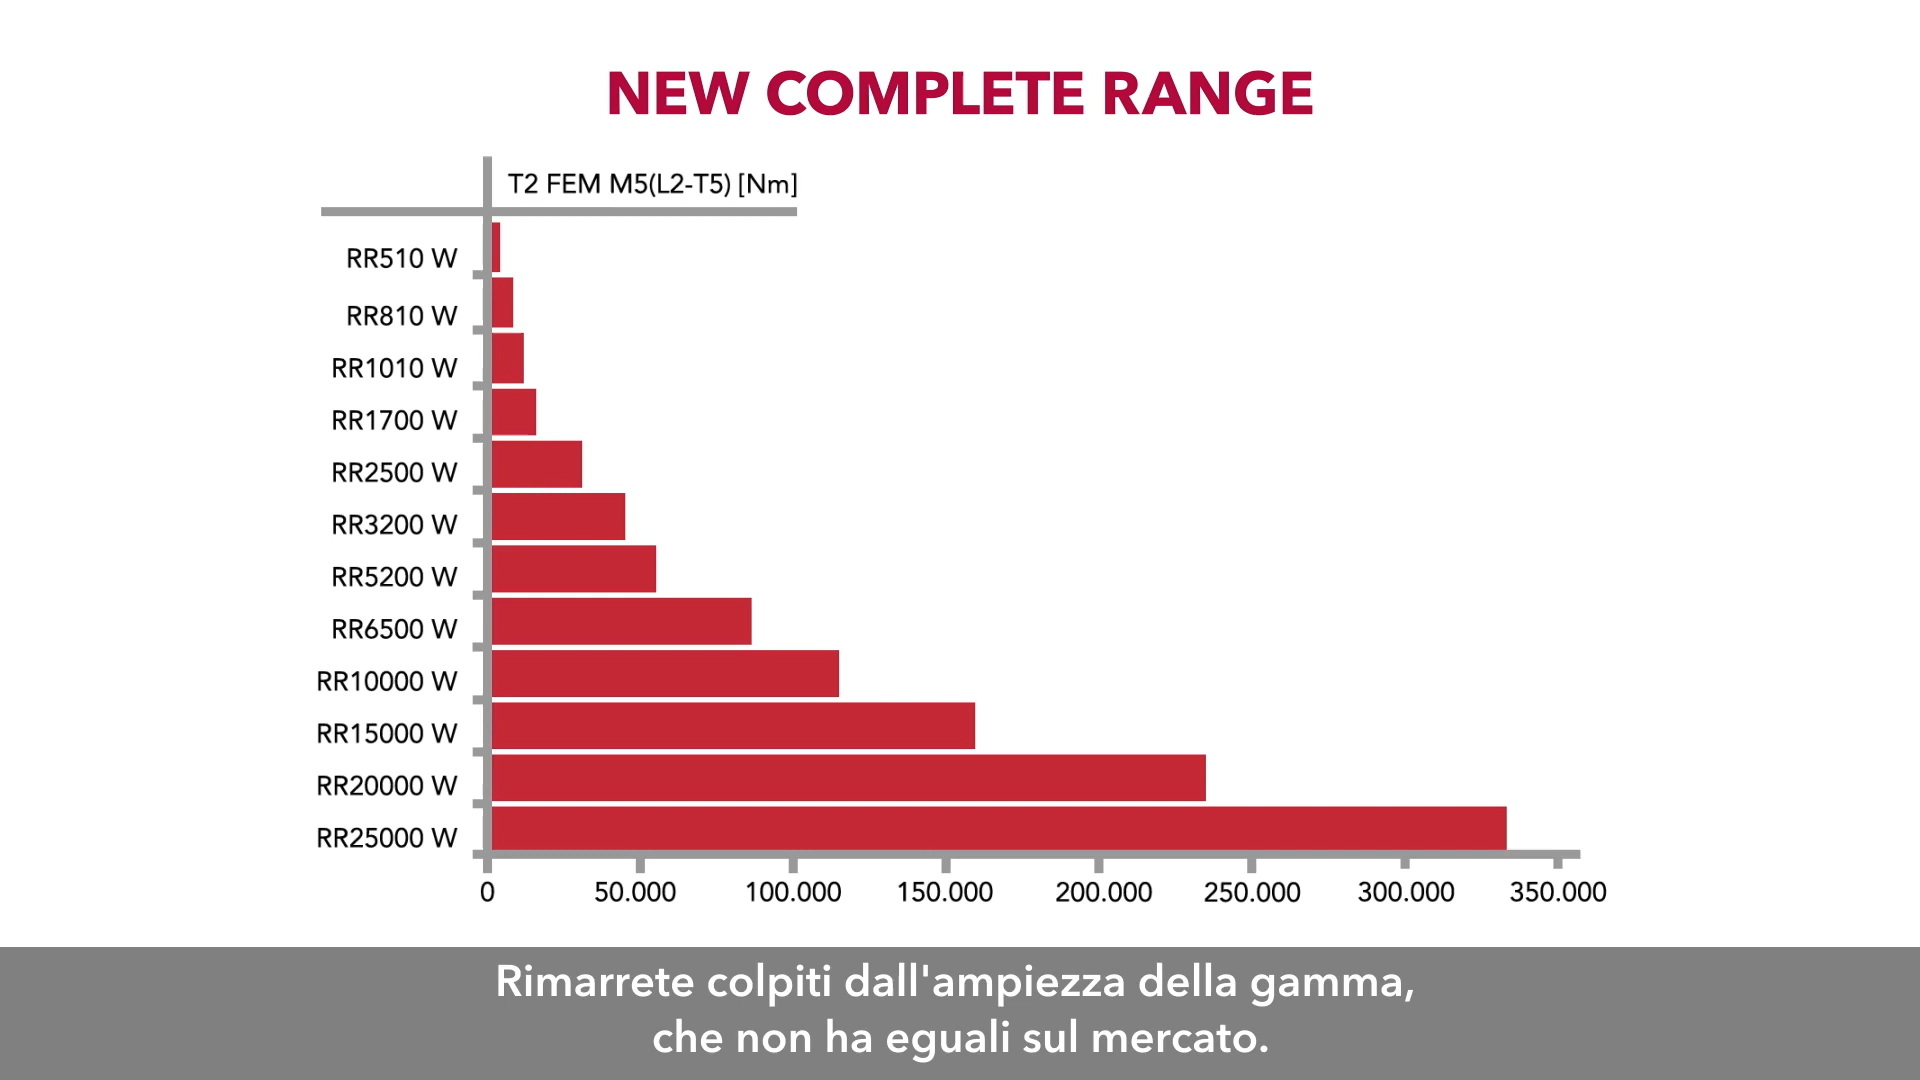 NEW COMPLETE RANGE
T2 FEM M5(L2-T5) [Nm]
RR510 W
RR810 W
RR1010 W
RR1700 W
RR2500 W
RR3200 W
RR5200 W
RR6500 W
RR10000 W
RR15000 W
RR20000 W
RR25000 W
0 50.000 100.000 150.000 200.000 250.000 300.000 350.000
Rimarrete colpiti dall'ampiezza della gamma,
che non ha eguali sul mercato.